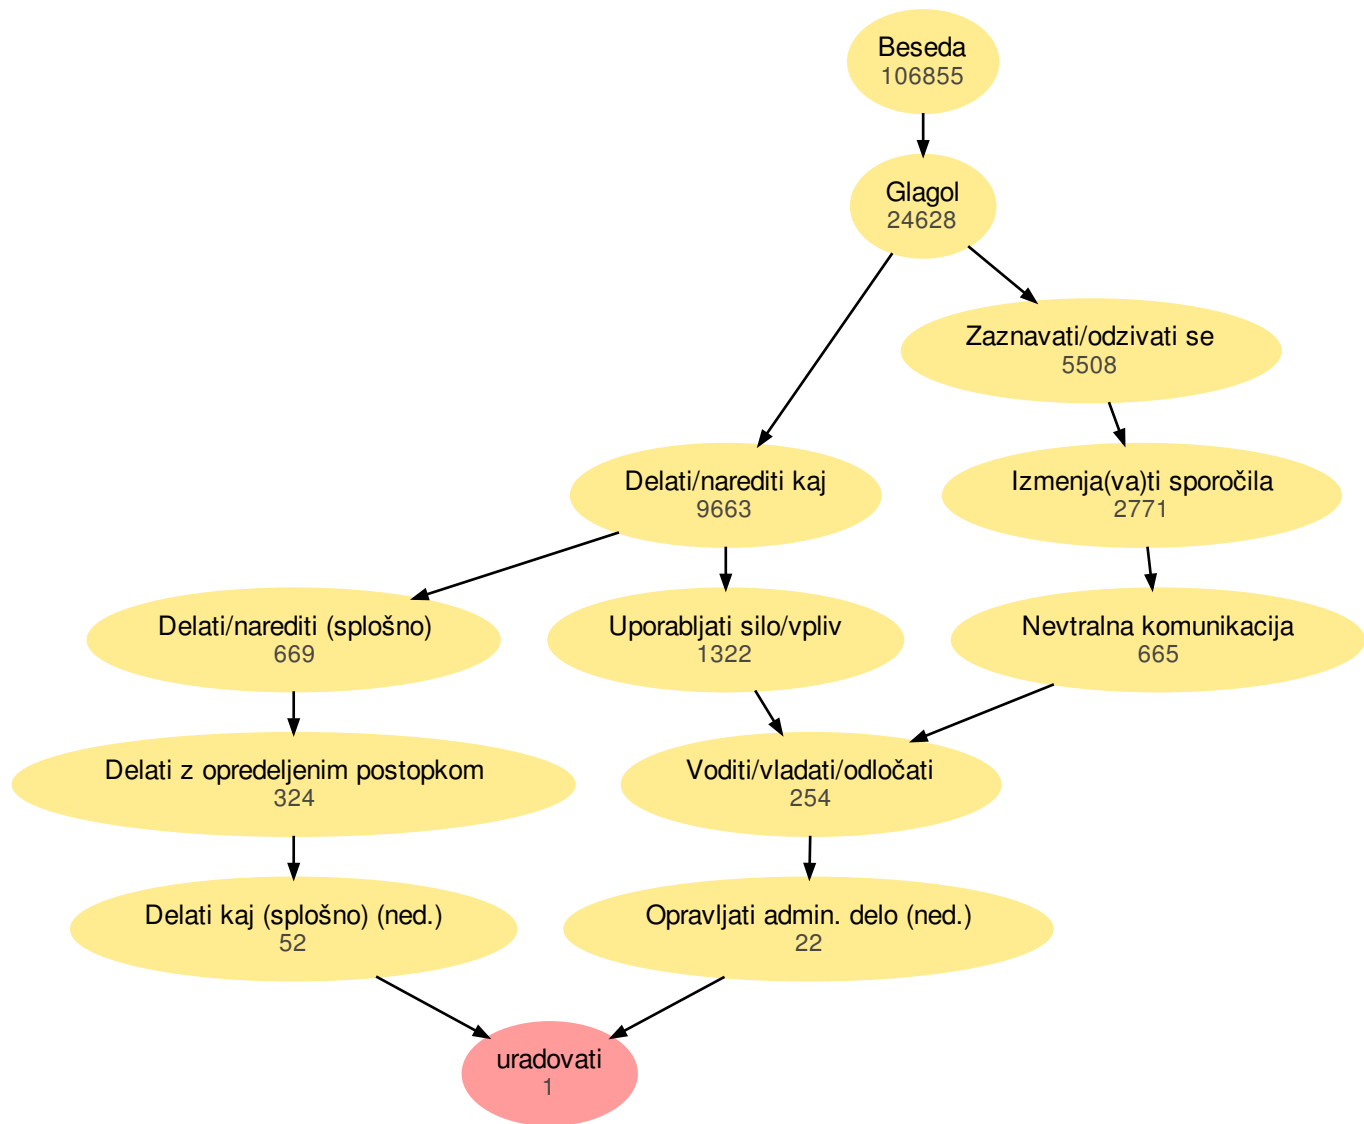 Beseda
106855
Glagol
24628
Zaznavati/odzivati se
5508
Delati/narediti kaj
9663
Izmenja(va)ti sporočila
2771
Delati/narediti (splošno)
669
Uporabljati silo/vpliv
1322
Nevtralna komunikacija
665
Delati z opredeljenim postopkom
324
Voditi/vladati/odločati
254
Delati kaj (splošno) (ned.)
52
Opravljati admin. delo (ned.)
22
uradovati
1